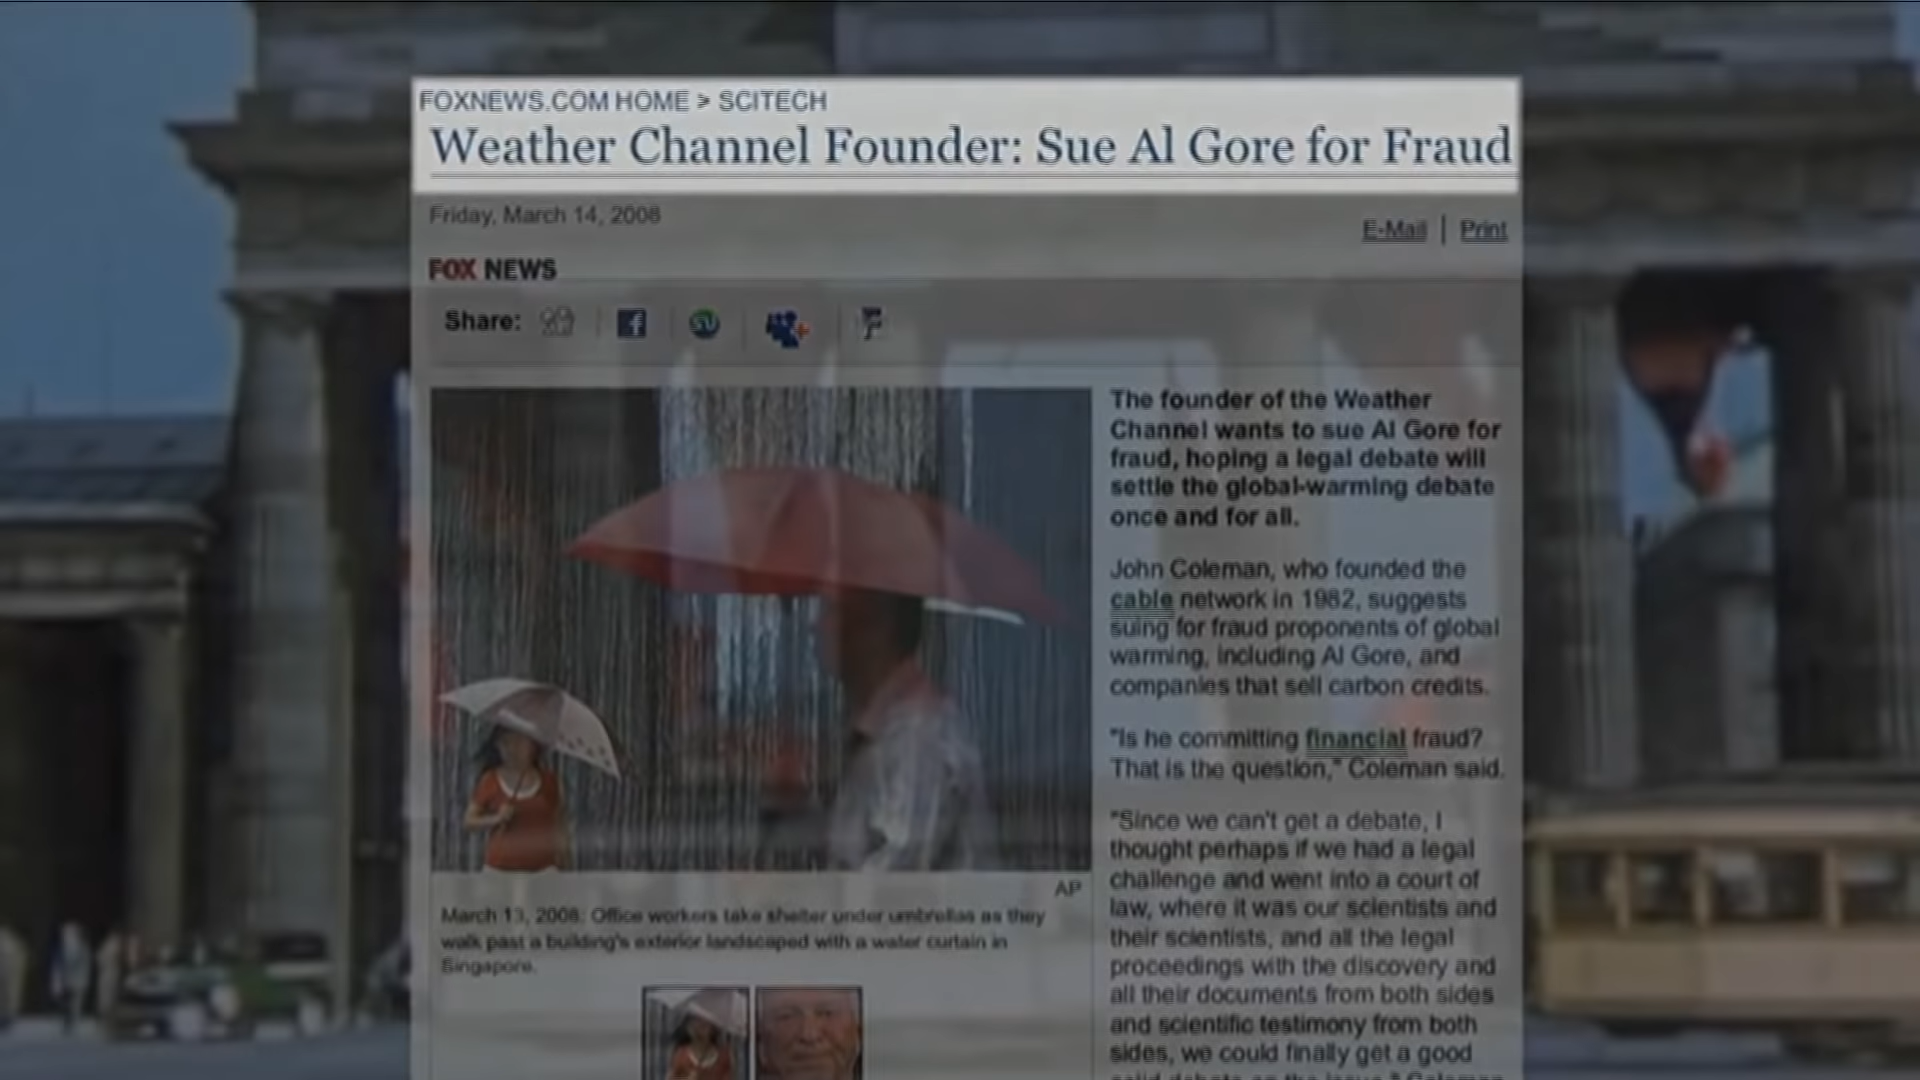 FOXNEWS.COM HOME > SCITECH
Weather Channel Founder: Sue Al Gore for Fraud
Friday, March 14, 2008
E-Mail | Print
FOX NEWS
Share:
The founder of the Weather
Channel wants to sue Al Gore for
fraud, hoping a legal debate will
settle the global-warming debate
once and for all.
John Coleman, who founded the
cable network in 1982, suggests
suing for fraud proponents of global
warming, including Al Gore, and
companies that sell carbon credits.
"Is he committing financial fraud?
That is the question," Coleman said.
"Since we can't get a debate, I
thought perhaps if we had a legal
challenge and went into a court of
law, where it was our scientists and
their scientists, and all the legal
proceedings with the discovery and
all their documents from both sides
and scientific testimony from both
sides, we could finally get a good
solid debate on the issue," Coleman
AP
March 13, 2008: Office workers take shelter under umbrellas as they
walk past a building's exterior landscaped with a water curtain in
Singapore.